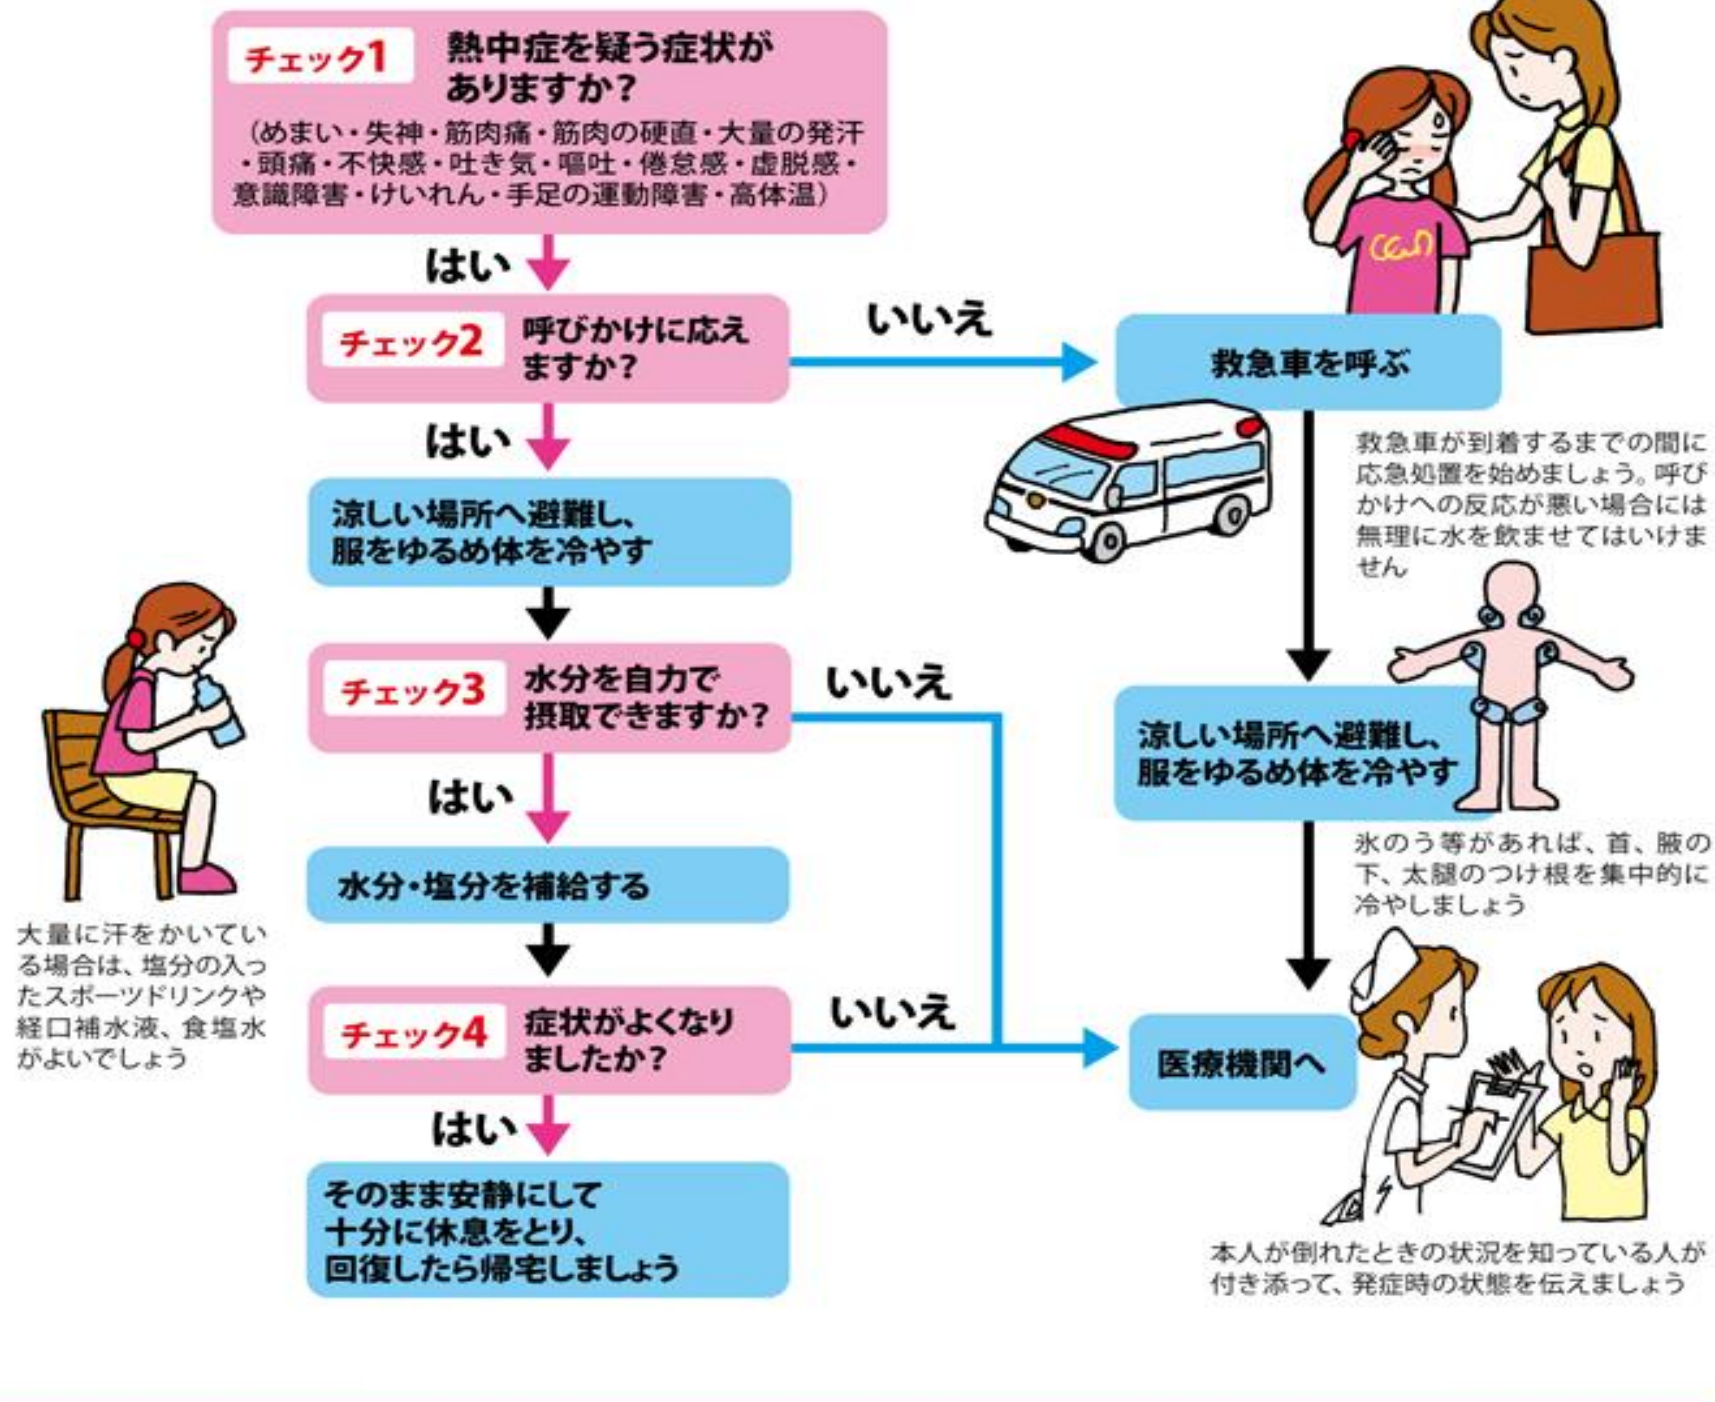 チェック1
熱中症を疑う症状が
ありますか？
（めまい・失神・筋肉痛・筋肉の硬直・大量の発汗
・頭痛・不快感・吐き気・嘔吐・倦怠感・虚脱感・
意識障害・けいれん・手足の運動障害・高体温）
はい
チェック2
呼びかけに応え
ますか？
いいえ
救急車を呼ぶ
救急車が到着するまでの間に
応急処置を始めましょう。呼び
かけへの反応が悪い場合には
無理に水を飲ませてはいけま
せん
はい
涼しい場所へ避難し、
服をゆるめ体を冷やす
チェック3
水分を自力で
摂取できますか？
いいえ
涼しい場所へ避難し、
服をゆるめ体を冷やす
氷のう等があれば、首、腋の
下、太腿のつけ根を集中的に
冷やしましょう
はい
水分・塩分を補給する
大量に汗をかいてい
る場合は、塩分の入っ
たスポーツドリンクや
経口補水液、食塩水
がよいでしょう
チェック4
症状がよくなり
ましたか？
いいえ
医療機関へ
はい
そのまま安静にして
十分に休息をとり、
回復したら帰宅しましょう
本人が倒れたときの状況を知っている人が
付き添って、発症時の状態を伝えましょう